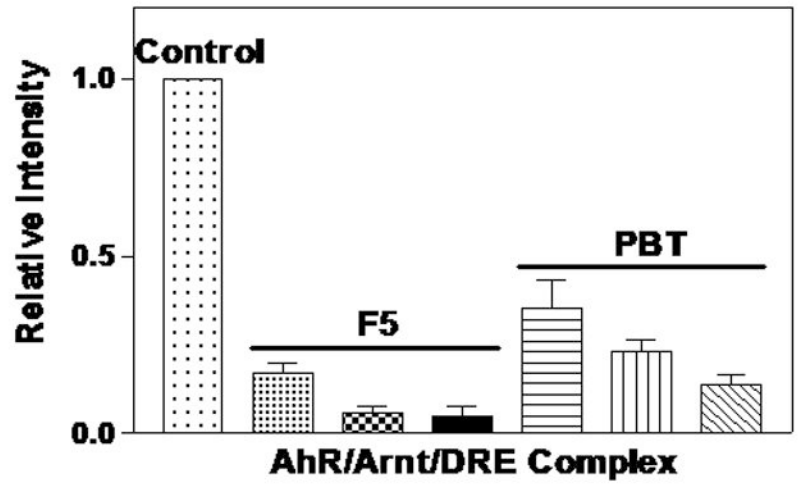 Control
1.0
Relative Intensity
PBT
0.5
F5
0.0
AhR/Arnt/DRE Complex